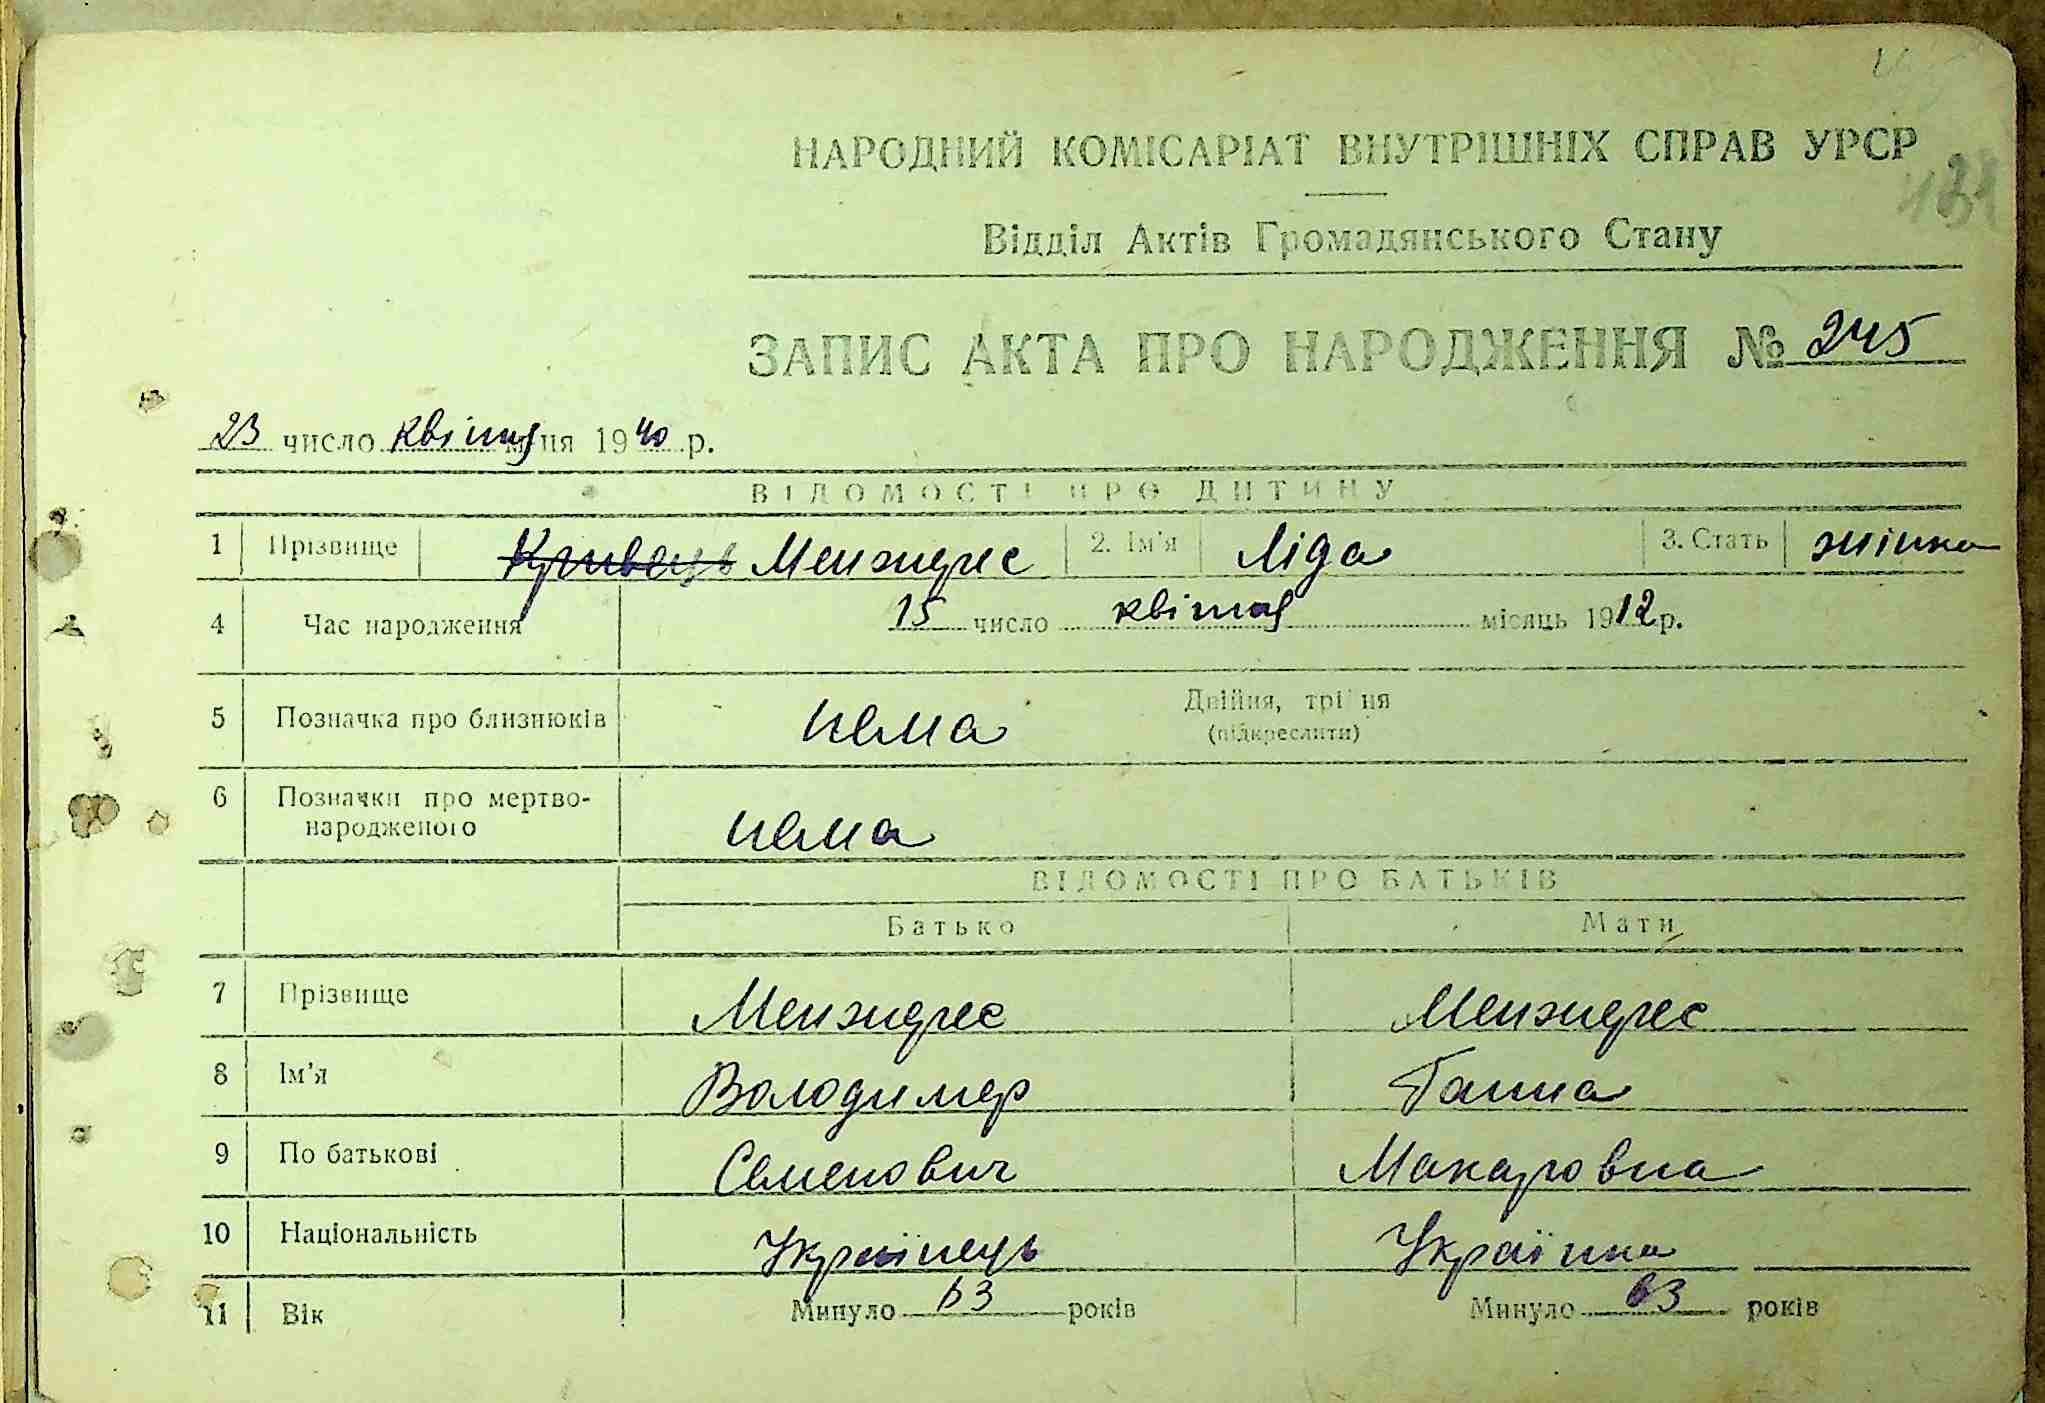 НАРОДНИЙ КОМІСАРІАТ ВНУТРІШНІХ СПРАВ УРСР
Відділ Актів Громадянського Стану
ЗАПИС АКТА ПРО НАРОДЖЕННЯ № 245
23 число квітня м-ця 1940 р.
ВІДОМОСТІ ПРО ДИТИНУ
1 Прізвище Кривець Менжерес 2. Ім'я Ліда 3. Стать жінка
4 Час народження 15 число квітня місяць 1912 р.
5 Позначка про близнюків нема Двійня, трійня
(підкреслити)
6 Позначки про мертво-
народженого нема
ВІДОМОСТІ ПРО БАТЬКІВ
Батько Мати
7 Прізвище Менжерес Менжерес
8 Ім'я Володимер Ганна
9 По батькові Семенович Макаровна
10 Національність Українець Українка
11 Вік Минуло 63 років Минуло 63 років